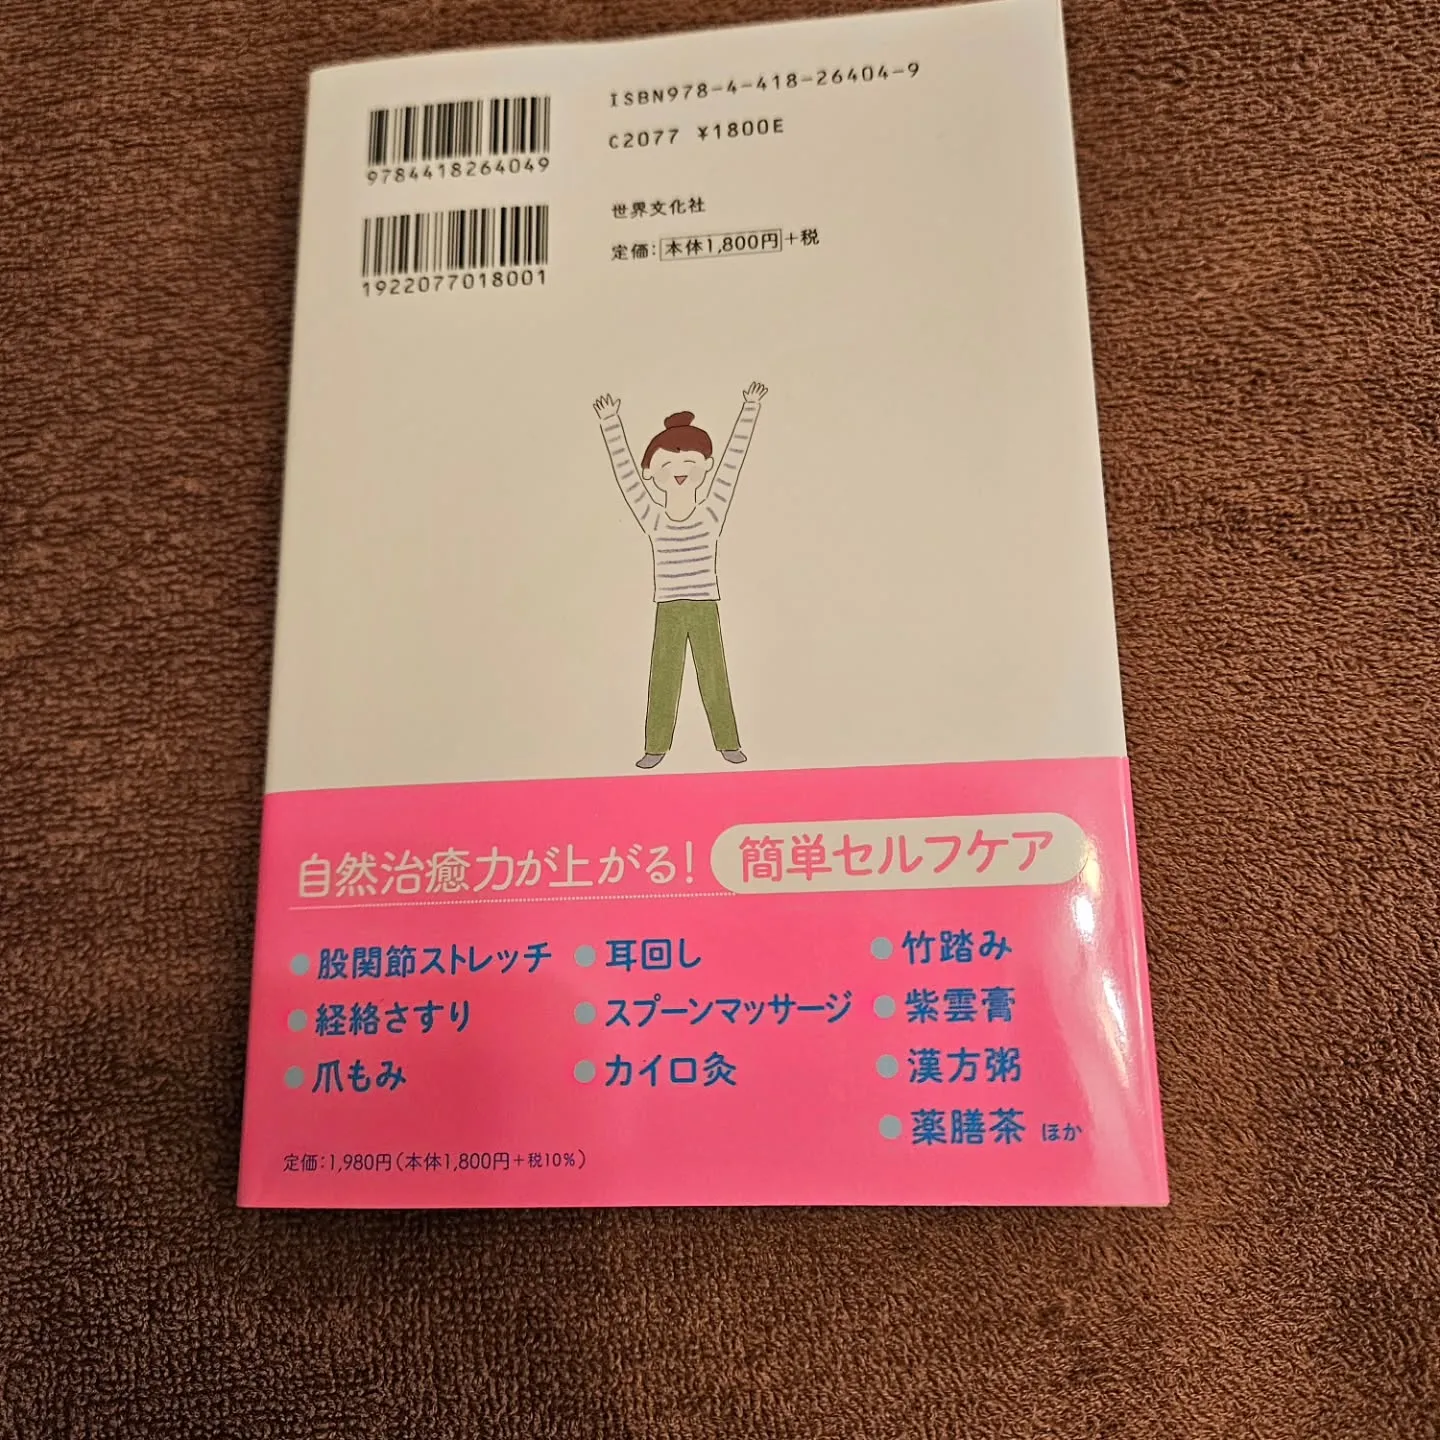 ISBN978-4-418-26404-9
C2077 ¥1800E
9784418264049
1922077018001
世界文化社
定価:本体1,800円+税
自然治癒力が上がる! 簡単セルフケア
股関節ストレッチ
経絡さすり
爪もみ
耳回し
スプーンマッサージ
カイロ灸
竹踏み
紫雲膏
漢方粥
薬膳茶 ほか
定価:1,980円(本体1,800円+税10%)